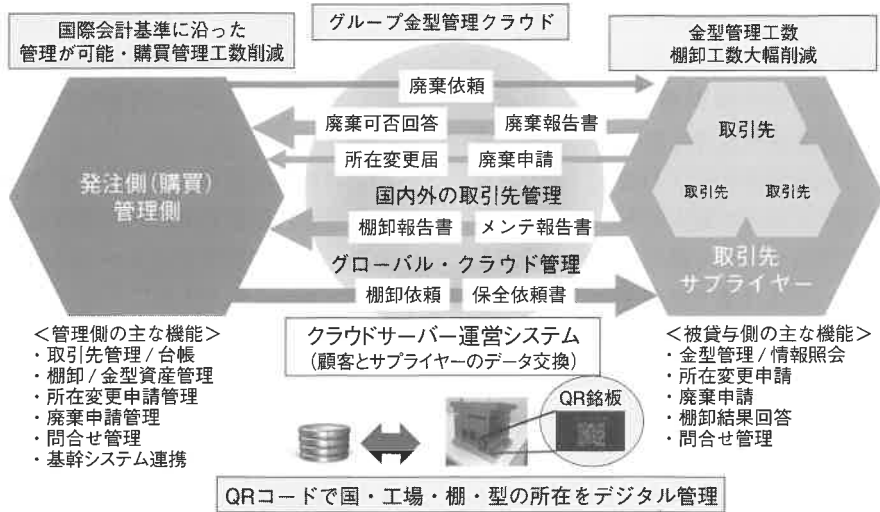 国際会計基準に沿った
管理が可能・購買管理工数削減
グループ金型管理クラウド
金型管理工数
棚卸工数大幅削減
廃棄依頼
廃棄可否回答
廃棄報告書
所在変更届
廃棄申請
国内外の取引先管理
棚卸報告書
メンテ報告書
グローバル・クラウド管理
棚卸依頼
保全依頼書
発注側(購買)
管理側
取引先
取引先
取引先
取引先
サプライヤー
<管理側の主な機能>
・取引先管理/台帳
・棚卸/金型資産管理
・所在変更申請管理
・廃棄申請管理
・問合せ管理
・基幹システム連携
クラウドサーバー運営システム
(顧客とサプライヤーのデータ交換)
QR銘板
<被貸与側の主な機能>
・金型管理/情報照会
・所在変更申請
・廃棄申請
・棚卸結果回答
・問合せ管理
QRコードで国・工場・棚・型の所在をデジタル管理